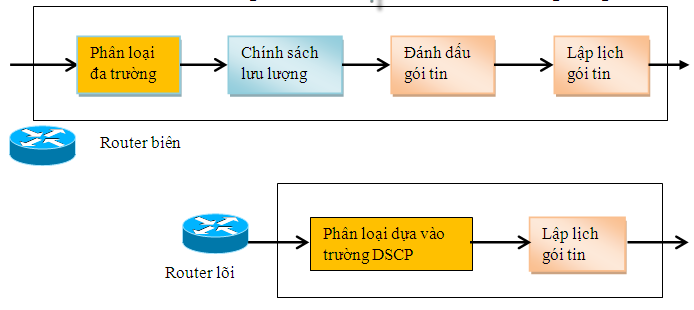 Phân loại
đa trường
Chính sách
lưu lượng
Đánh dấu
gói tin
Lập lịch
gói tin
Router biên
Phân loại dựa vào
trường DSCP
Lập lịch
gói tin
Router lõi